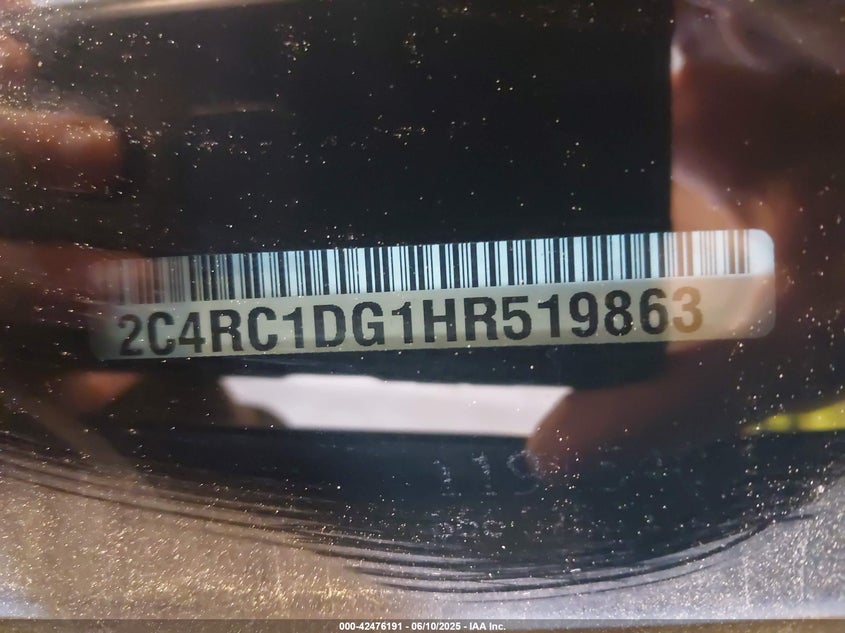 2C4RC1DG1HR519863
000-42476191 - 06/10/2025 - IAA Inc.